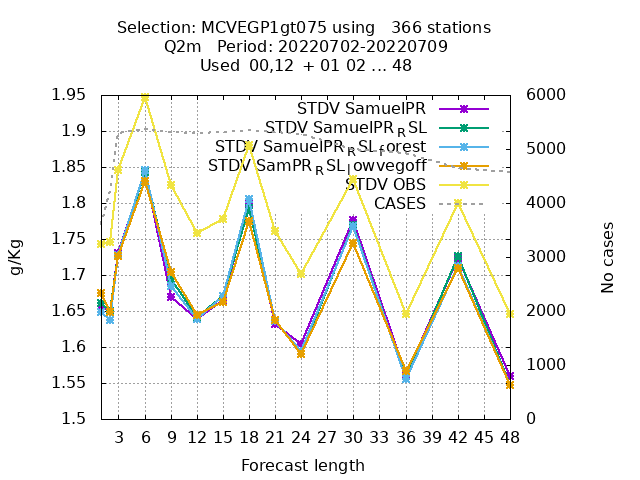 Selection: MCVEGP1gt075 using   366 stations
Q2m   Period: 20220702-20220709
Used  00,12  + 01 02 ... 48
1.95
1.9
1.85
1.8
1.75
1.7
1.65
1.6
1.55
1.5
g/Kg
STDV SamuelPR
STDV SamuelPR_RSL
STDV SamuelPR_RSL_forest
STDV SamPR_RSL_lowvegoff
STDV OBS
CASES
6000
5000
4000
3000
2000
1000
0
No cases
3 6 9 12 15 18 21 24 27 30 33 36 39 42 45 48
Forecast length